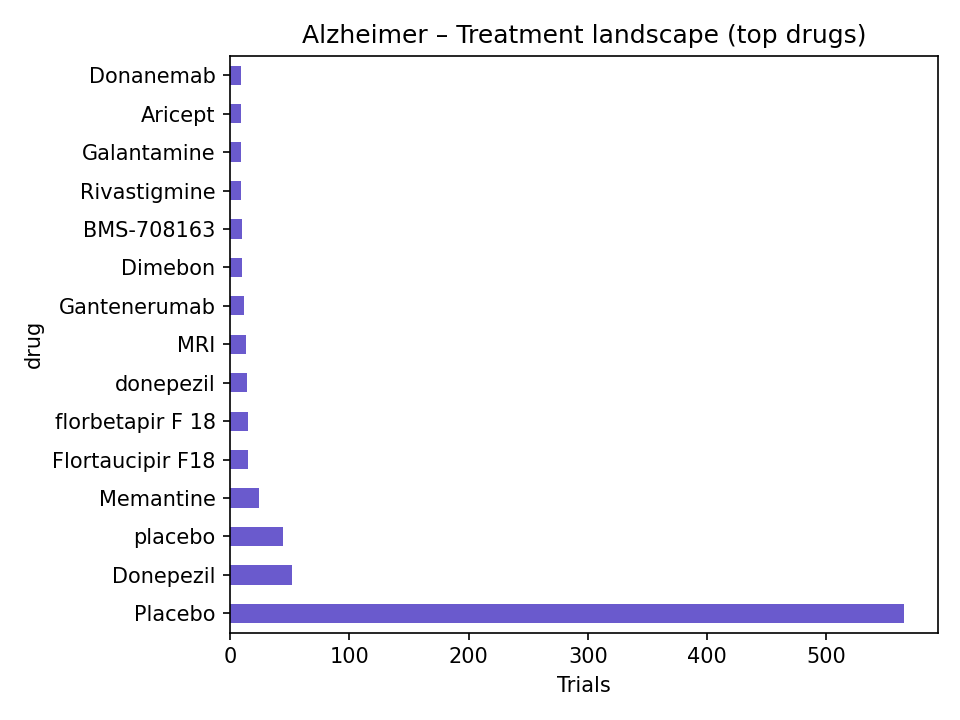 Alzheimer – Treatment landscape (top drugs)
Donanemab
Aricept
Galantamine
Rivastigmine
BMS-708163
Dimebon
Gantenerumab
MRI
donepezil
florbetapir F 18
Flortaucipir F18
Memantine
placebo
Donepezil
Placebo
drug
0 100 200 300 400 500
Trials